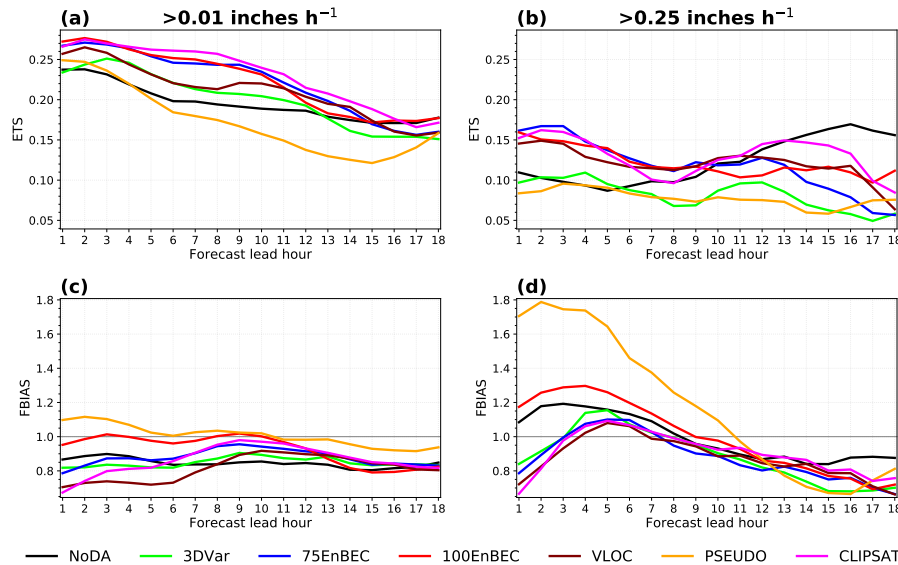 (a) >0.01 inches h⁻¹
(b) >0.25 inches h⁻¹
0.25
0.20
0.15
0.10
0.05
ETS
1 2 3 4 5 6 7 8 9 10 11 12 13 14 15 16 17 18
Forecast lead hour
0.25
0.20
0.15
0.10
0.05
ETS
1 2 3 4 5 6 7 8 9 10 11 12 13 14 15 16 17 18
Forecast lead hour
(c)
(d)
1.8
1.6
1.4
1.2
1.0
0.8
FBIAS
1 2 3 4 5 6 7 8 9 10 11 12 13 14 15 16 17 18
Forecast lead hour
1.8
1.6
1.4
1.2
1.0
0.8
FBIAS
1 2 3 4 5 6 7 8 9 10 11 12 13 14 15 16 17 18
Forecast lead hour
NoDA 3DVar 75EnBEC 100EnBEC VLOC PSEUDO CLIPSAT